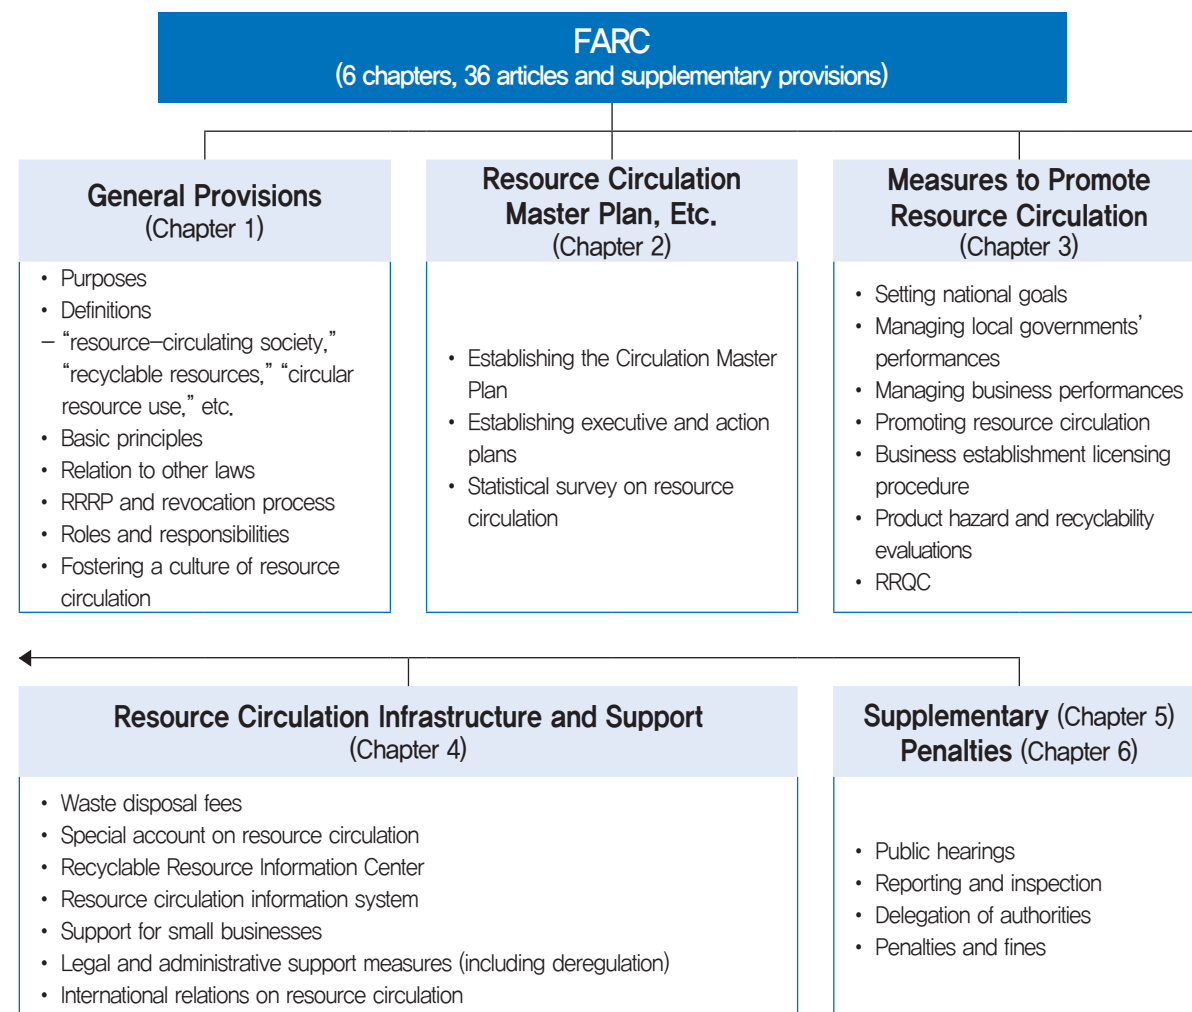 FARC
(6 chapters, 36 articles and supplementary provisions)
General Provisions
(Chapter 1)
• Purposes
• Definitions
– “resource-circulating society,”
“recyclable resources,” “circular
resource use,” etc.
• Basic principles
• Relation to other laws
• RRRP and revocation process
• Roles and responsibilities
• Fostering a culture of resource
circulation
Resource Circulation
Master Plan, Etc.
(Chapter 2)
• Establishing the Circulation Master
Plan
• Establishing executive and action
plans
• Statistical survey on resource
circulation
Measures to Promote
Resource Circulation
(Chapter 3)
• Setting national goals
• Managing local governments’
performances
• Managing business performances
• Promoting resource circulation
• Business establishment licensing
procedure
• Product hazard and recyclability
evaluations
• RRQC
Resource Circulation Infrastructure and Support
(Chapter 4)
• Waste disposal fees
• Special account on resource circulation
• Recyclable Resource Information Center
• Resource circulation information system
• Support for small businesses
• Legal and administrative support measures (including deregulation)
• International relations on resource circulation
Supplementary (Chapter 5)
Penalties (Chapter 6)
• Public hearings
• Reporting and inspection
• Delegation of authorities
• Penalties and fines